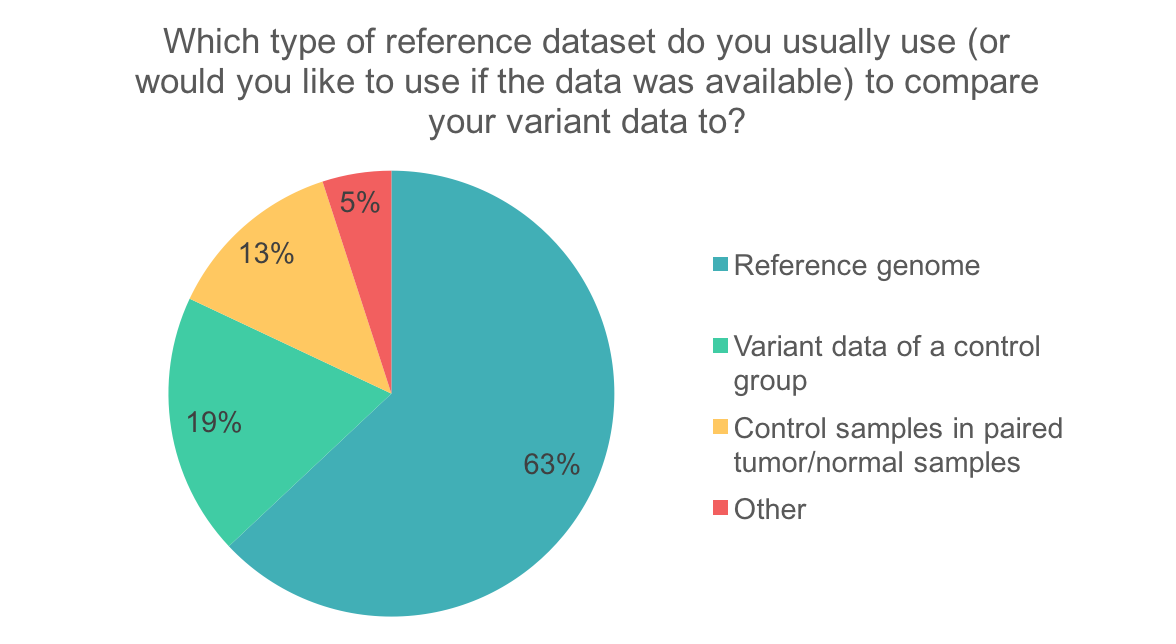 Which type of reference dataset do you usually use (or
would you like to use if the data was available) to compare
your variant data to?
5%
13%
19%
63%
Reference genome
Variant data of a control
group
Control samples in paired
tumor/normal samples
Other